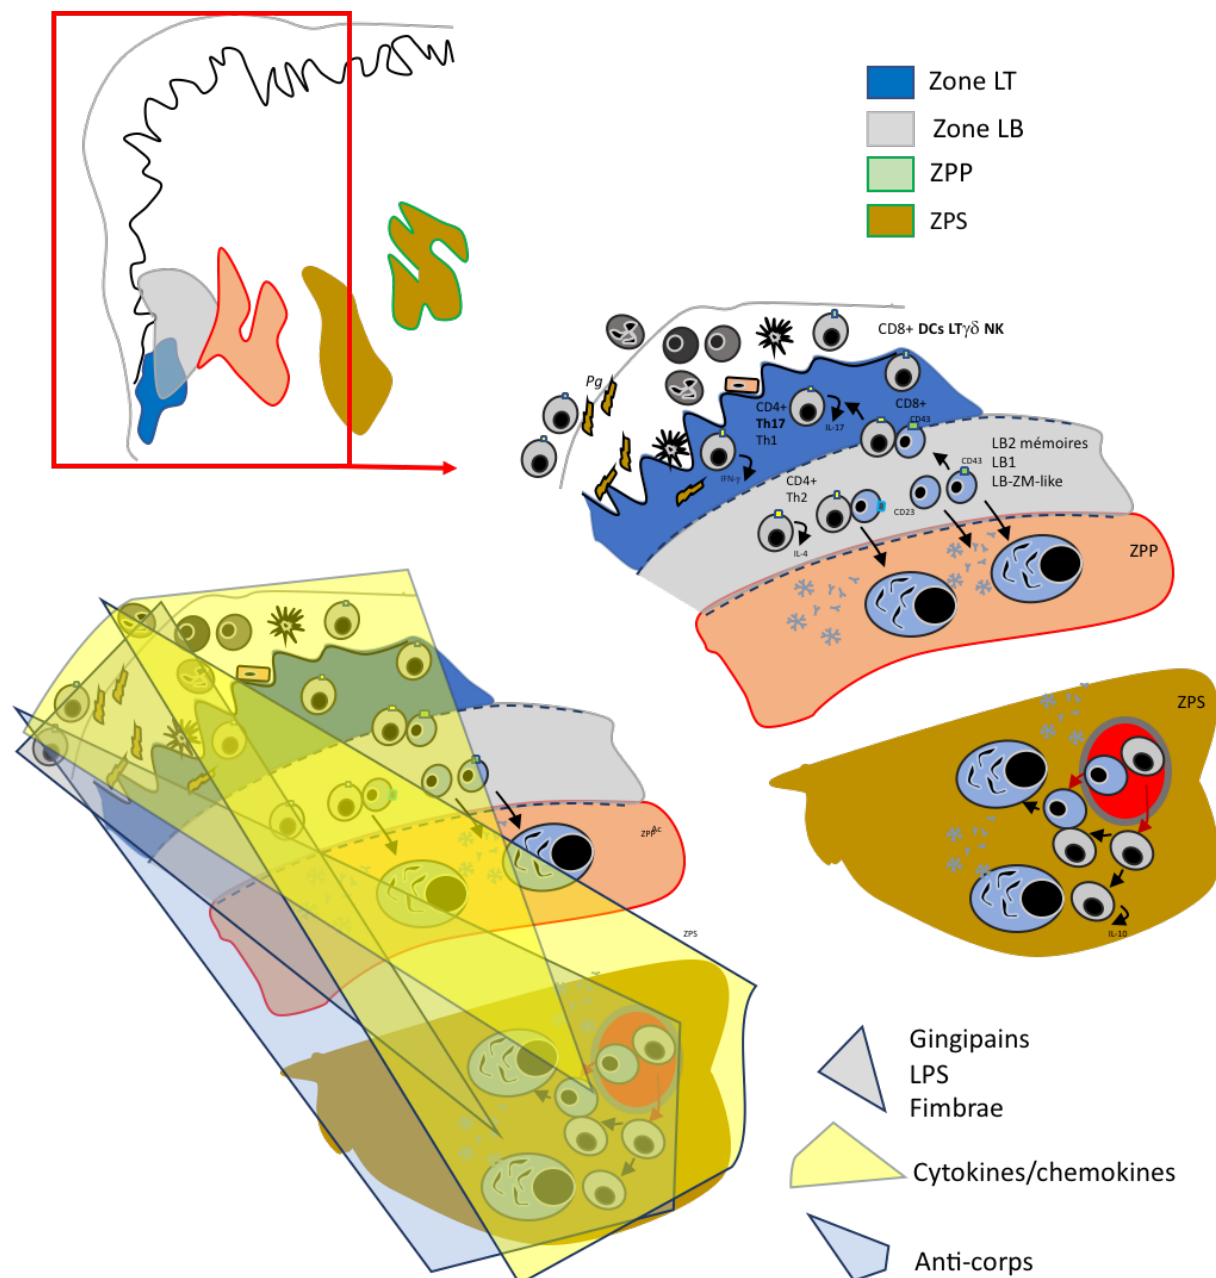 Zone LT
Zone LB
ZPP
ZPS
CD8+ DCs LTγδ NK
Pg
CD4+
Th17
Th1
IL-17
CD8+
CD43
IFN-γ
LB2 mémoires
LB1
LB-ZM-like
CD43
CD4+
Th2
CD23
IL-4
ZPP
ZPS
IL-10
ZPP
Ac
ZPS
Gingipains
LPS
Fimbrae
Cytokines/chemokines
Anti-corps